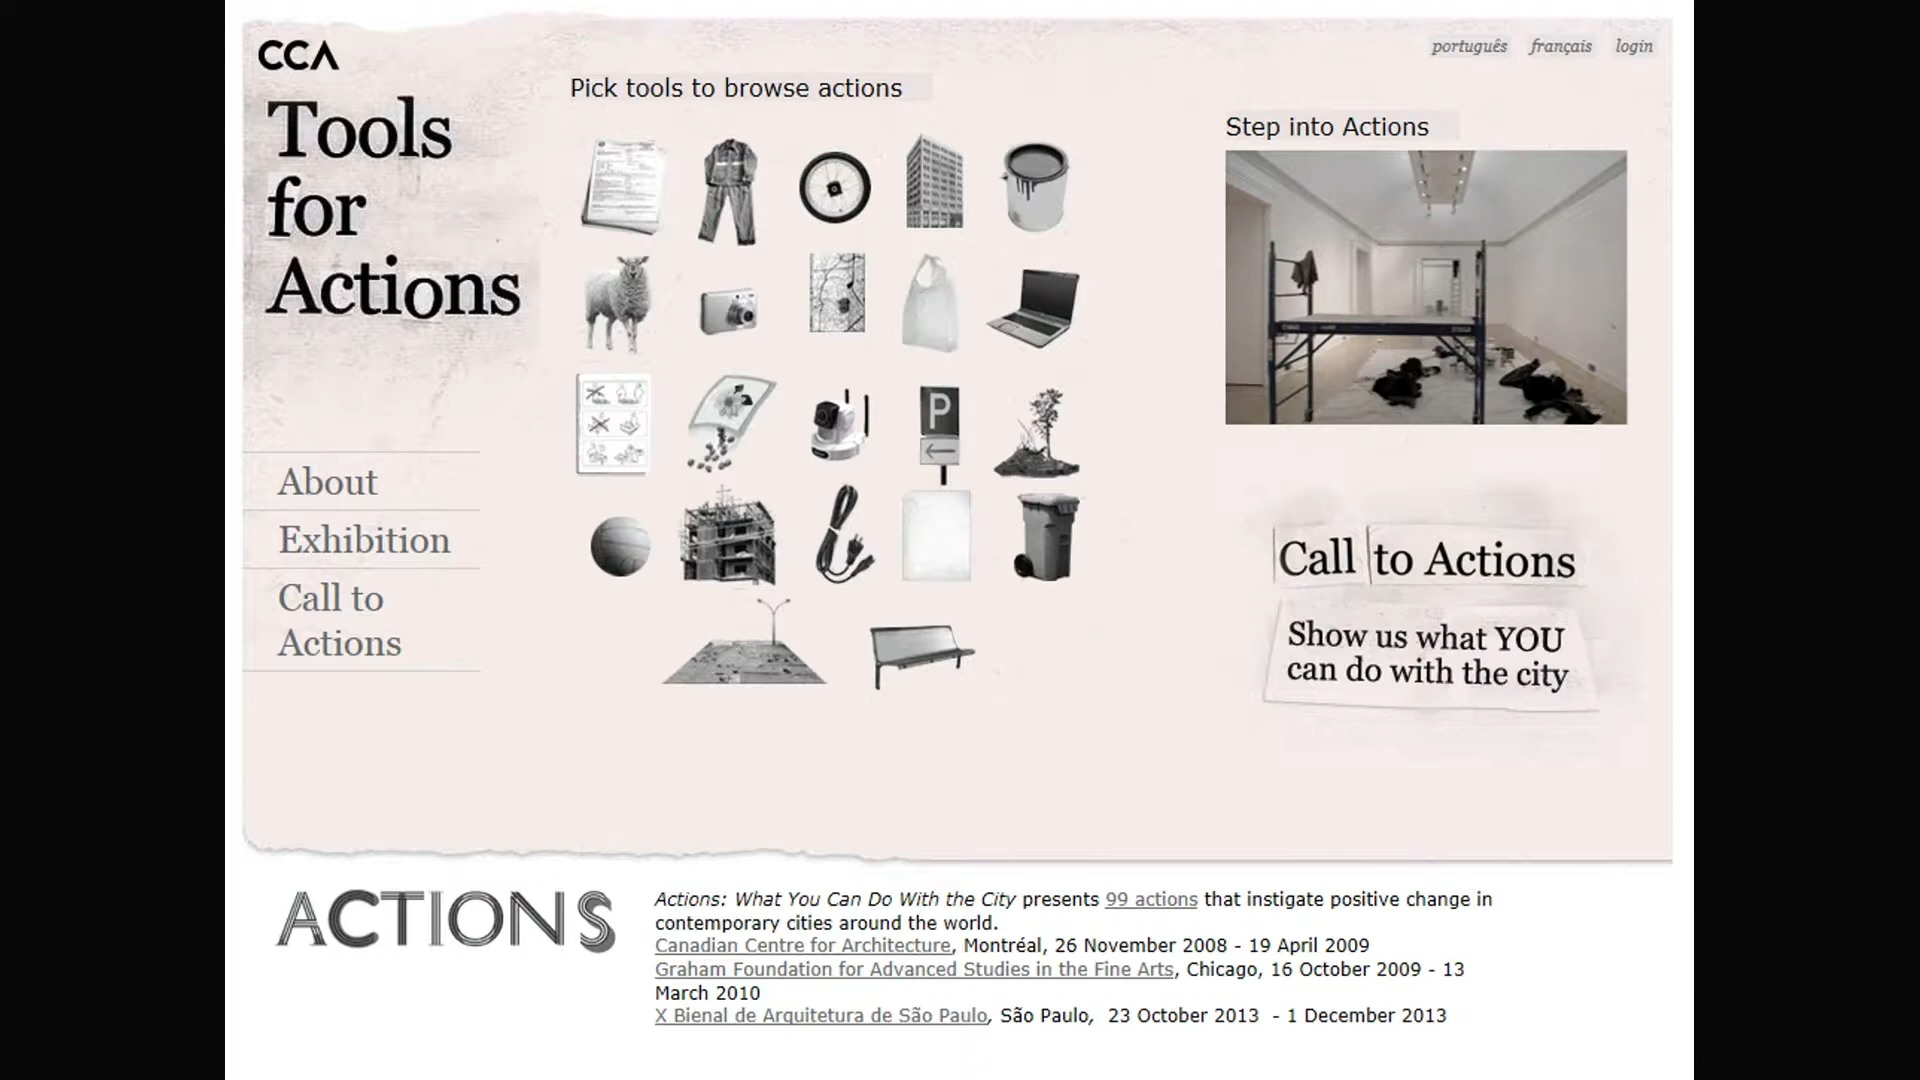 CCA
português français login
Tools
for
Actions
Pick tools to browse actions
Step into Actions
P
About
Exhibition
Call to
Actions
Call to Actions
Show us what YOU
can do with the city
ACTIONS
Actions: What You Can Do With the City presents 99 actions that instigate positive change in
contemporary cities around the world.
Canadian Centre for Architecture, Montréal, 26 November 2008 - 19 April 2009
Graham Foundation for Advanced Studies in the Fine Arts, Chicago, 16 October 2009 - 13
March 2010
X Bienal de Arquitetura de São Paulo, São Paulo, 23 October 2013 - 1 December 2013